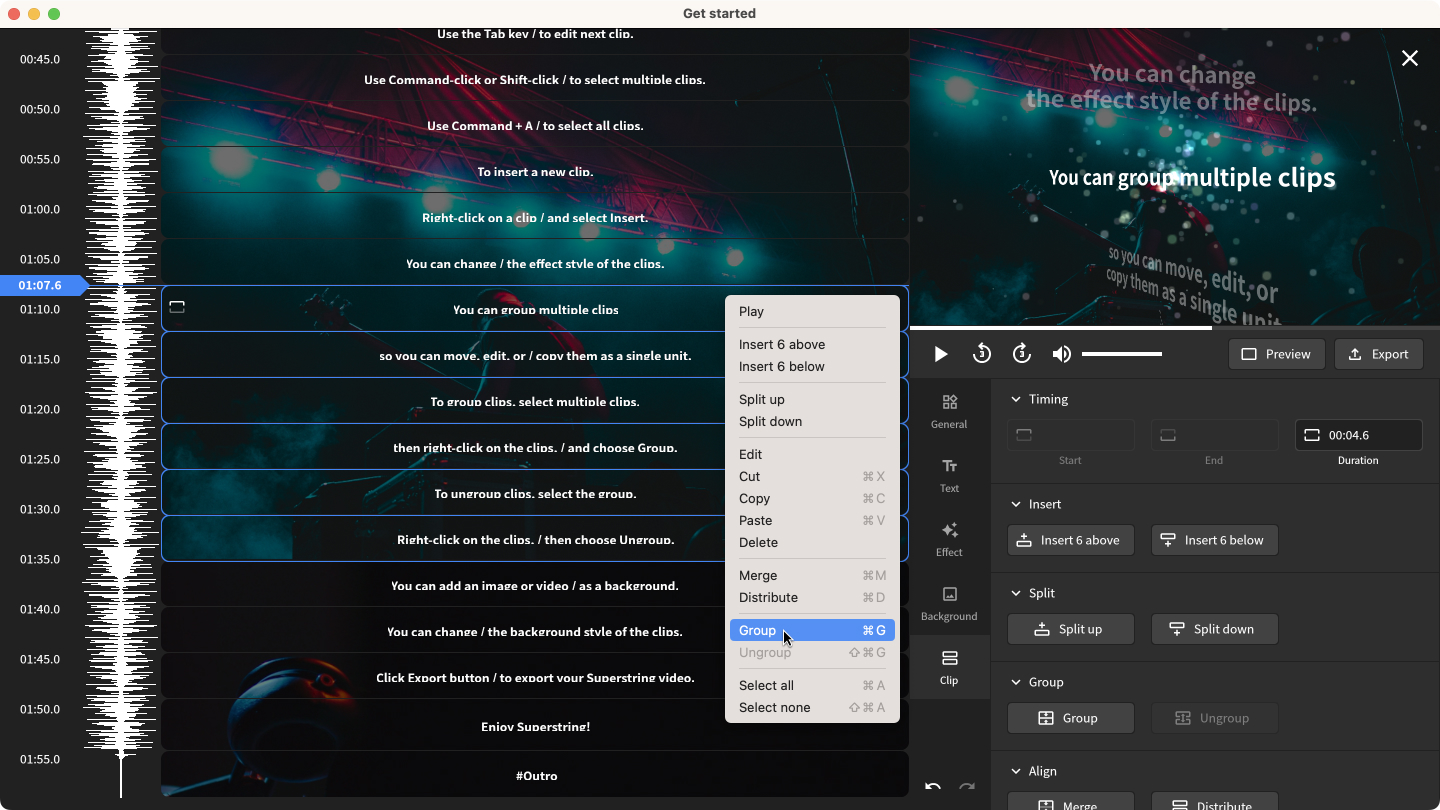 Get started
00:45.0
00:50.0
00:55.0
01:00.0
01:05.0
01:07.6
01:10.0
01:15.0
01:20.0
01:25.0
01:30.0
01:35.0
01:40.0
01:45.0
01:50.0
01:55.0
Use the Tab key / to edit next clip.
Use Command-click or Shift-click / to select multiple clips.
Use Command + A / to select all clips.
To insert a new clip.
Right-click on a clip / and select Insert.
You can change / the effect style of the clips.
You can group multiple clips
so you can move, edit, or / copy them as a single unit.
To group clips, select multiple clips.
then right-click on the clips, / and choose Group.
To ungroup clips, select the group.
Right-click on the clips, / then choose Ungroup.
You can add an image or video / as a background.
You can change / the background style of the clips.
Click Export button / to export your Superstring video.
Enjoy Superstring!
#Outro
Play
Insert 6 above
Insert 6 below
Split up
Split down
Edit
Cut ⌘X
Copy ⌘C
Paste ⌘V
Delete
Merge ⌘M
Distribute ⌘D
Group ⌘G
Ungroup ⇧⌘G
Select all ⌘A
Select none ⇧⌘A
You can change
the effect style of the clips.
You can group multiple clips
so you can move, edit, or
copy them as a single unit.
3
3
Preview
Export
General
Text
Effect
Background
Clip
Timing
00:04.6
Start
End
Duration
Insert
Insert 6 above
Insert 6 below
Split
Split up
Split down
Group
Group
Ungroup
Align
Merge
Distribute